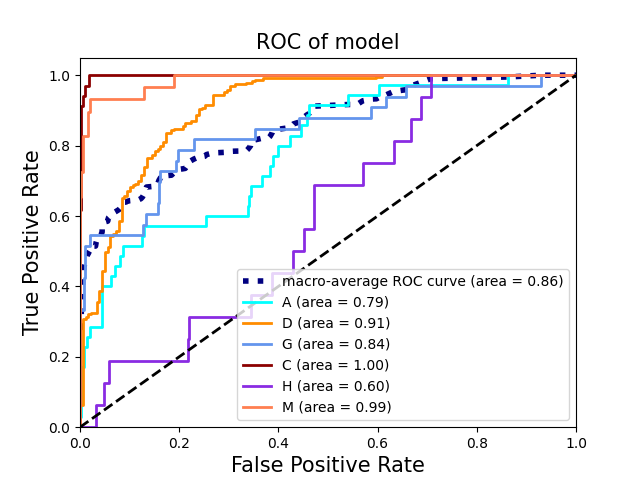 ROC of model
True Positive Rate
1.0
0.8
0.6
0.4
0.2
0.0
macro-average ROC curve (area = 0.86)
A (area = 0.79)
D (area = 0.91)
G (area = 0.84)
C (area = 1.00)
H (area = 0.60)
M (area = 0.99)
0.0 0.2 0.4 0.6 0.8 1.0
False Positive Rate